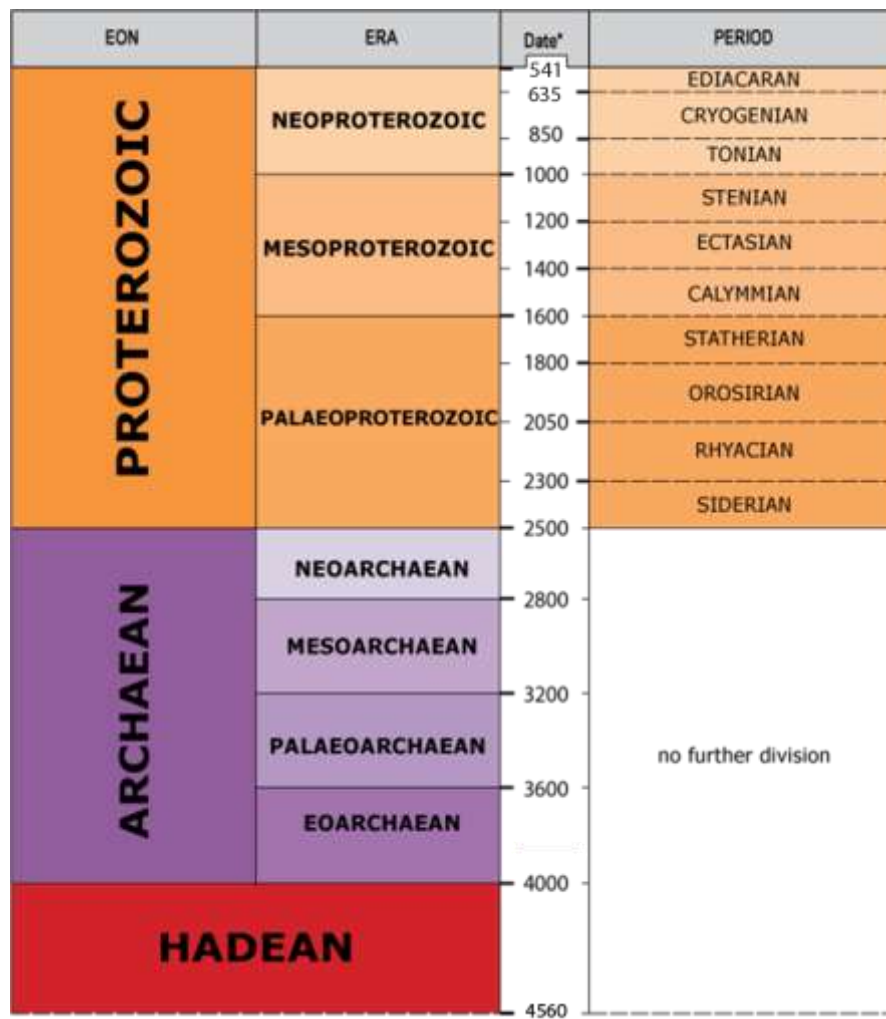 EON ERA Date* PERIOD
541
EDIACARAN
635
NEOPROTEROZOIC
CRYOGENIAN
850
TONIAN
1000
STENIAN
1200
MESOPROTEROZOIC
ECTASIAN
1400
CALYMMIAN
1600
STATHERIAN
1800
OROSIRIAN
PALAEOPROTEROZOIC
2050
RHYACIAN
2300
SIDERIAN
2500
PROTEROZOIC
NEOARCHAEAN
2800
MESOARCHAEAN
3200
PALAEOARCHAEAN
no further division
3600
EOARCHAEAN
4000
ARCHAEAN
HADEAN
4560